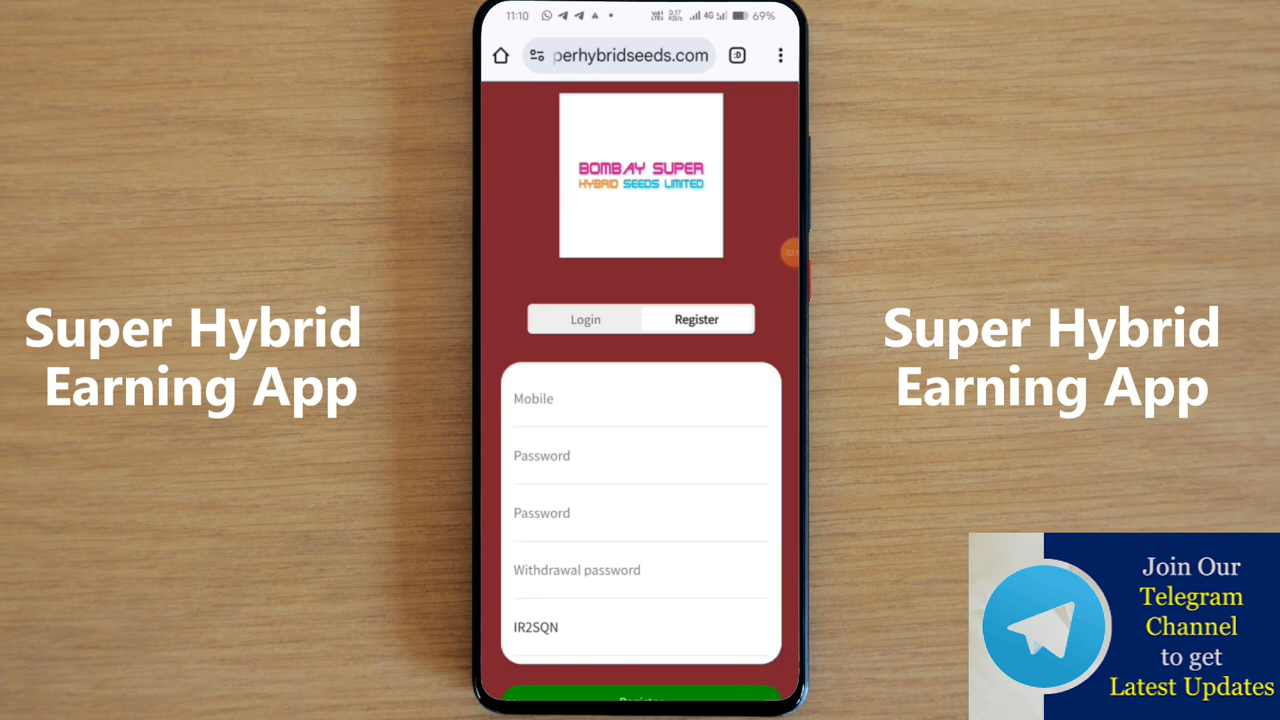 11:10
4G
69%
perhybridseeds.com
:D
BOMBAY SUPER
HYBRID SEEDS LIMITED
Login
Register
Mobile
Password
Password
Withdrawal password
IR2SQN
Super Hybrid
Earning App
Super Hybrid
Earning App
Join Our
Telegram
Channel
to get
Latest Updates